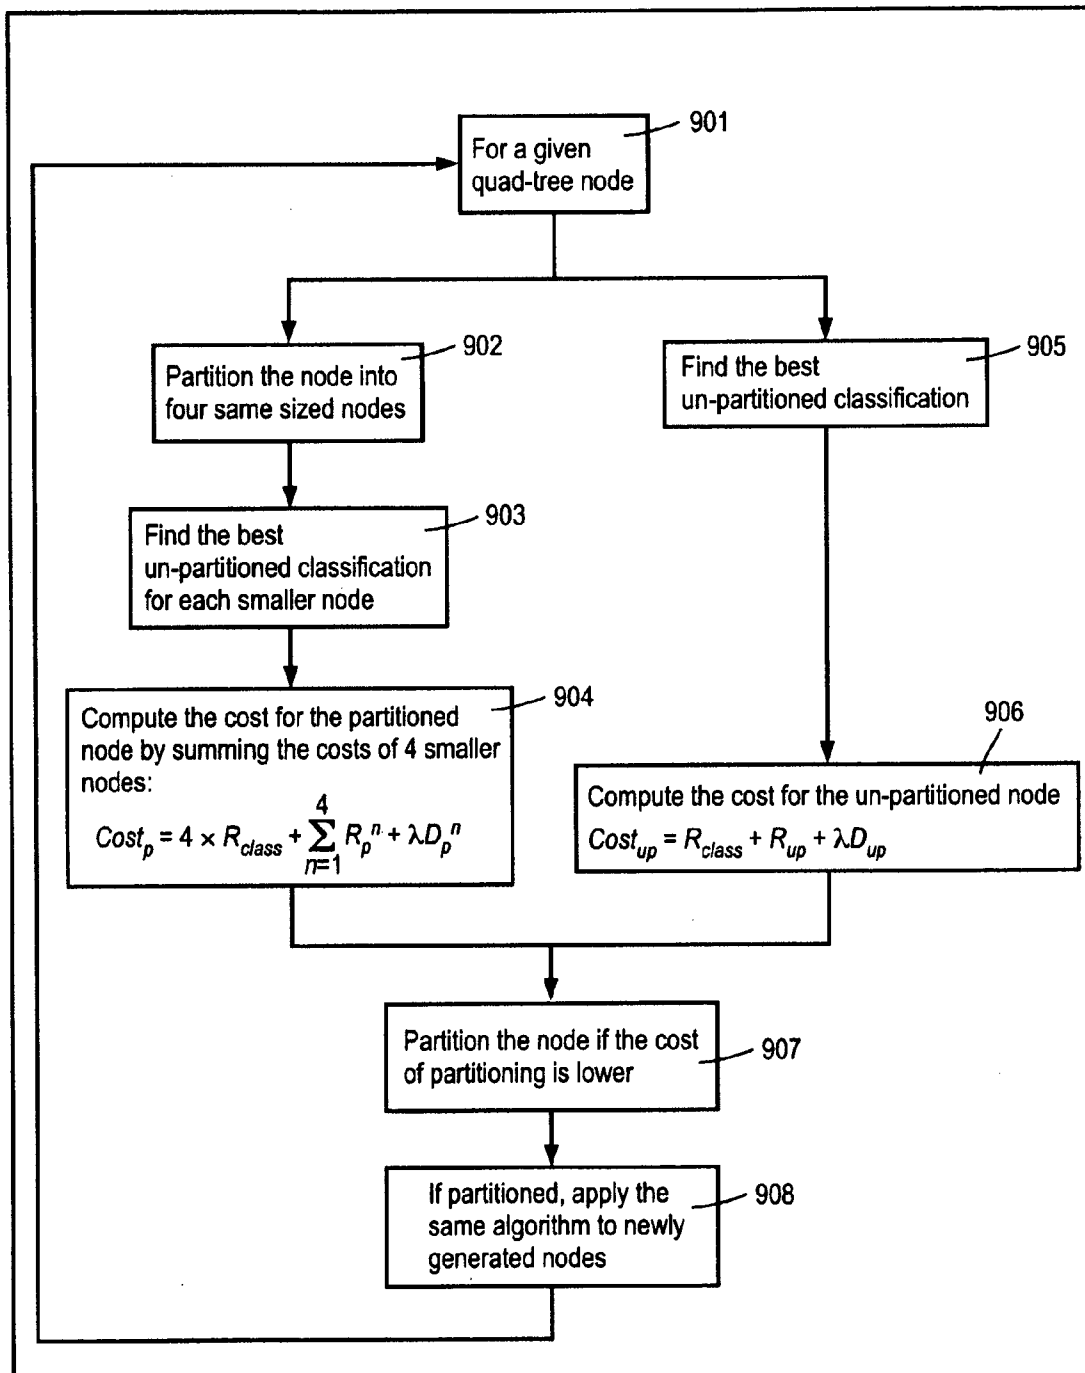 901
For a given
quad-tree node
902
Partition the node into
four same sized nodes
905
Find the best
un-partitioned classification
903
Find the best
un-partitioned classification
for each smaller node
904
Compute the cost for the partitioned
node by summing the costs of 4 smaller
nodes:
Cost_p = 4 × R_class + ∑_{n=1}^{4} R_p^n + λD_p^n
906
Compute the cost for the un-partitioned node
Cost_up = R_class + R_up + λD_up
Partition the node if the cost
of partitioning is lower
907
If partitioned, apply the
same algorithm to newly
generated nodes
908